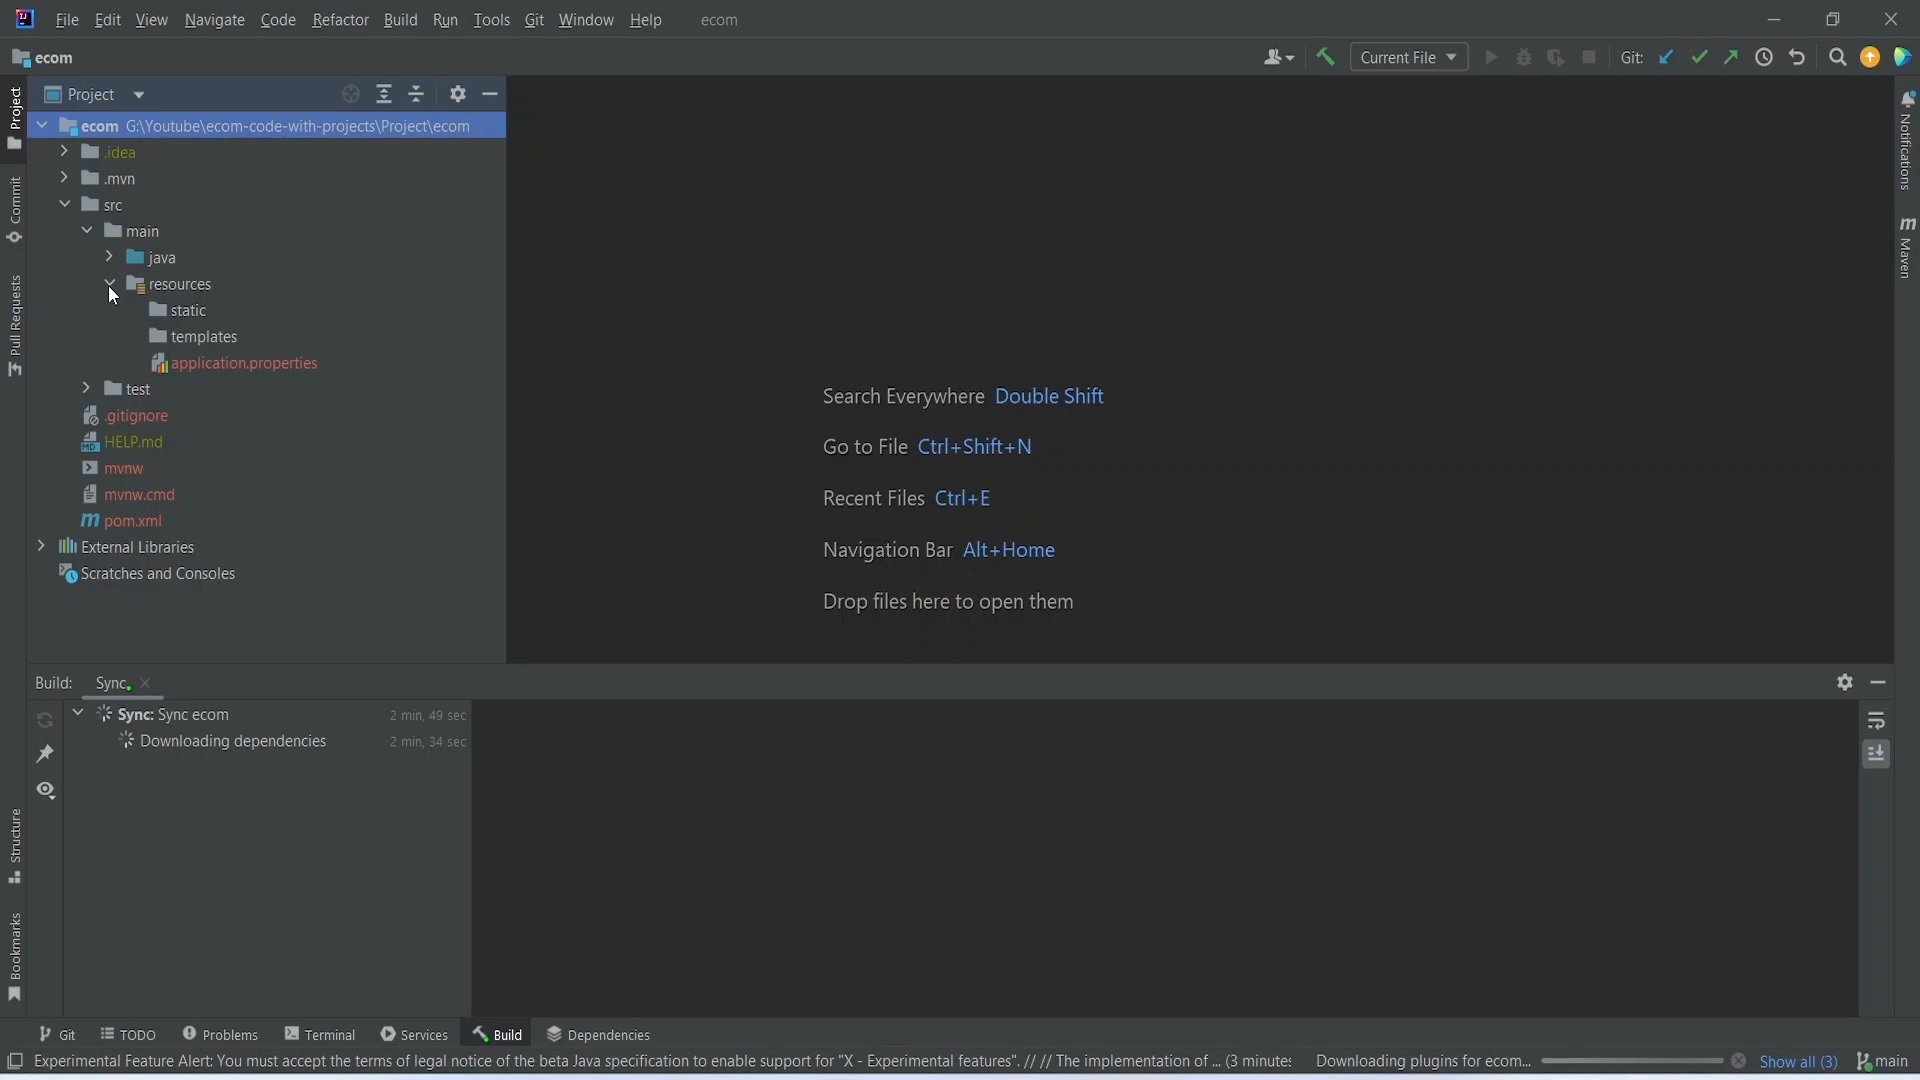 File Edit View Navigate Code Refactor Build Run Tools Git Window Help ecom
ecom
Current File
Git:
Project
Project
ecom G:\Youtube\ecom-code-with-projects\Project\ecom
.idea
.mvn
src
main
java
resources
static
templates
application.properties
test
.gitignore
HELP.md
mvnw
mvnw.cmd
pom.xml
External Libraries
Scratches and Consoles
Commit
Pull Requests
Structure
Bookmarks
Search Everywhere Double Shift
Go to File Ctrl+Shift+N
Recent Files Ctrl+E
Navigation Bar Alt+Home
Drop files here to open them
Notifications
Maven
Build: Sync
Sync: Sync ecom 2 min, 49 sec
Downloading dependencies 2 min, 34 sec
Git TODO Problems Terminal Services Build Dependencies
Experimental Feature Alert: You must accept the terms of legal notice of the beta Java specification to enable support for "X - Experimental features". // // The implementation of ... (3 minutes Downloading plugins for ecom... Show all (3) main